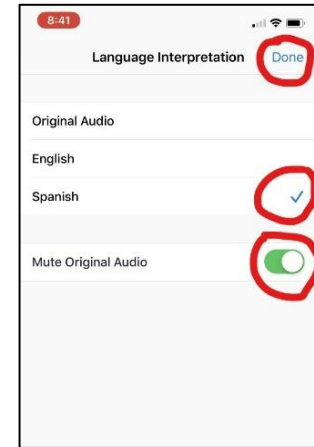 8:41
Language Interpretation Done
Original Audio
English
Spanish
Mute Original Audio